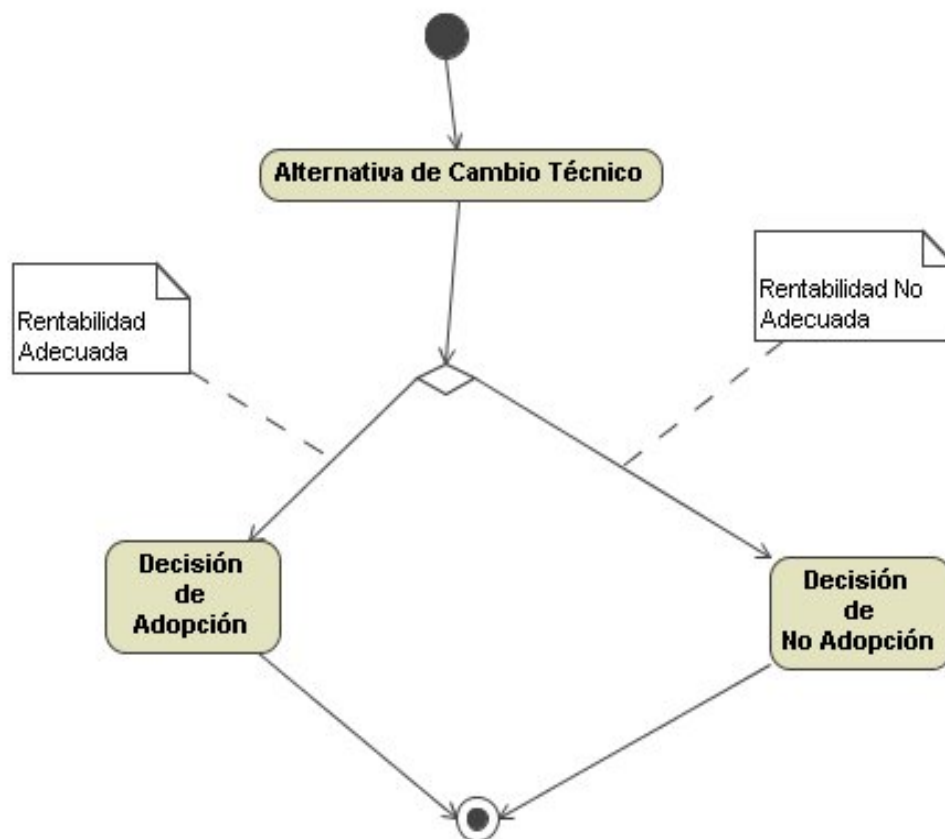 Alternativa de Cambio Técnico
Rentabilidad
Adecuada
Rentabilidad No
Adecuada
Decisión
de
Adopción
Decisión
de
No Adopción